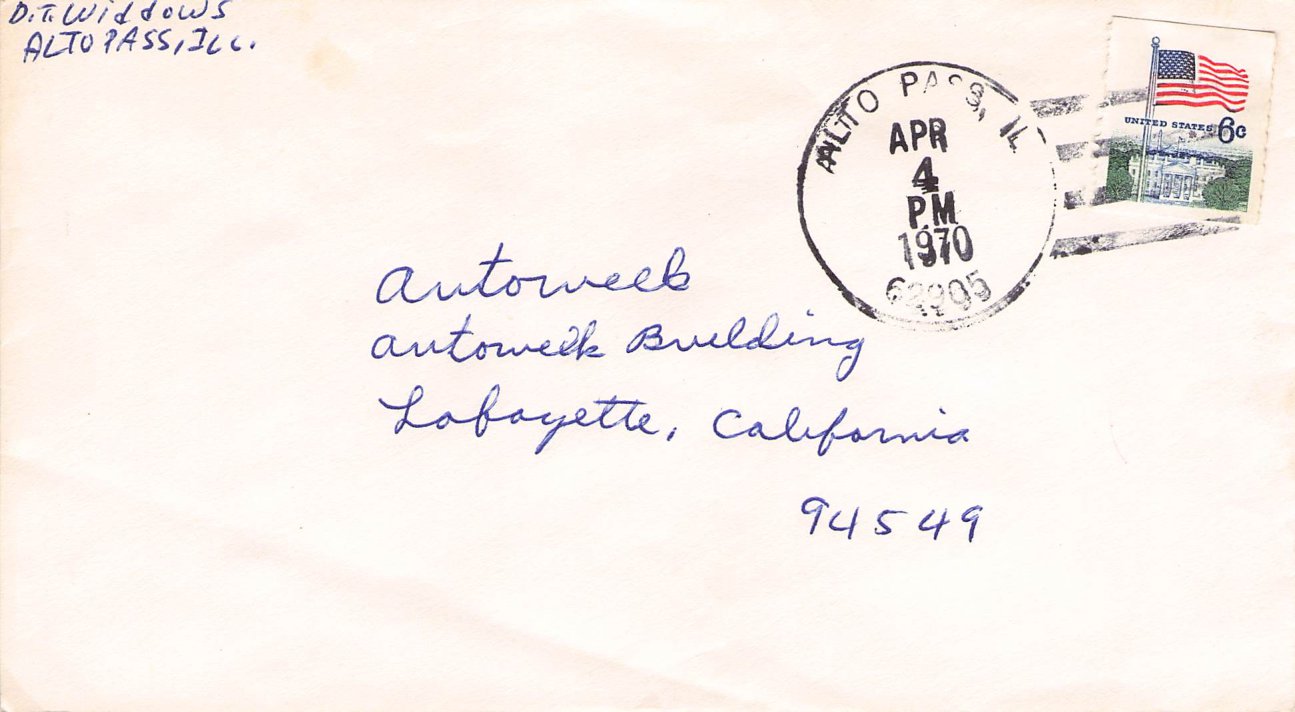 D.T. Widdows
ALTO PASS, ILL.
ALTO PASS, IL
APR
4
PM
1970
62905
UNITED STATES 6c
Autoweek
Autoweek Building
Lafayette, California
94549